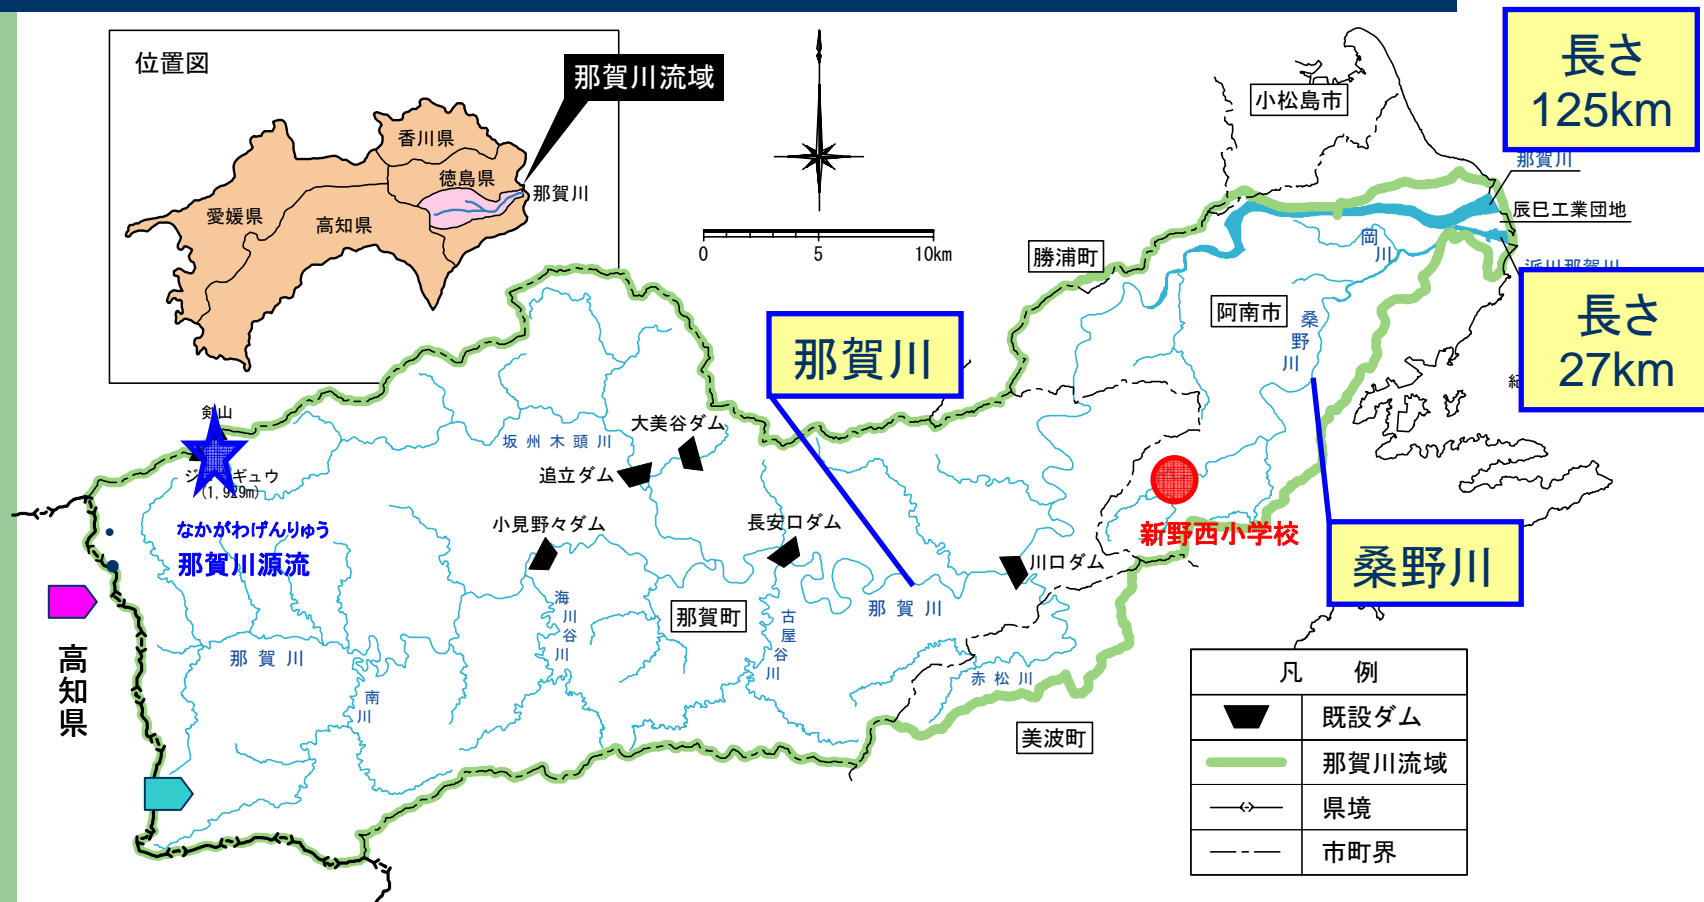 位置図
那賀川流域
香川県
徳島県
那賀川
愛媛県
高知県
0 5 10km
小松島市
長さ
125km
那賀川
辰巳工業団地
派川那賀川
長さ
27km
勝浦町
岡川
阿南市
桑野川
那賀川
剣山
(1,929m)
なかがわげんりゅう
那賀川源流
坂州木頭川
大美谷ダム
追立ダム
小見野々ダム
長安口ダム
川口ダム
新野西小学校
桑野川
海川谷川
那賀町
古屋谷川
那賀川
那賀川
南川
赤松川
美波町
高知県
凡 例
既設ダム
那賀川流域
県境
市町界